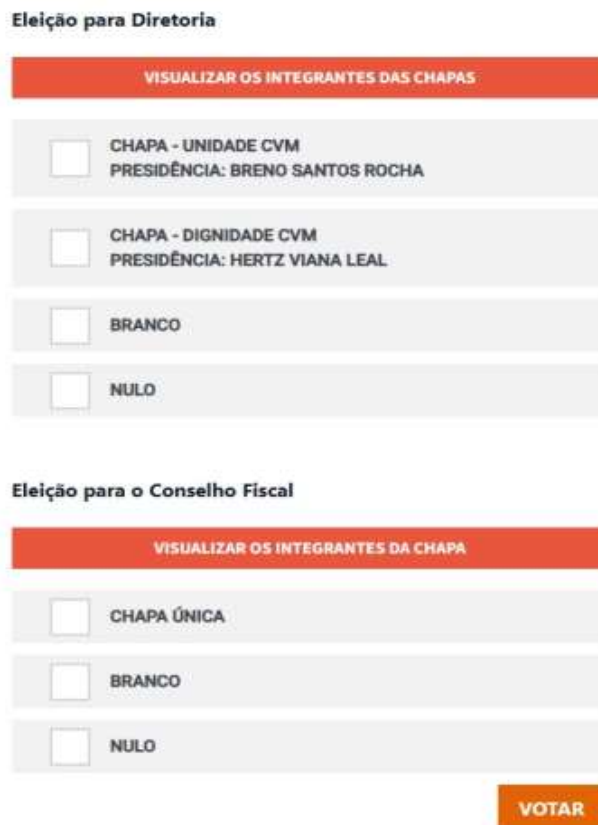 Eleição para Diretoria
VISUALIZAR OS INTEGRANTES DAS CHAPAS
CHAPA - UNIDADE CVM
PRESIDÊNCIA: BRENO SANTOS ROCHA
CHAPA - DIGNIDADE CVM
PRESIDÊNCIA: HERTZ VIANA LEAL
BRANCO
NULO
Eleição para o Conselho Fiscal
VISUALIZAR OS INTEGRANTES DA CHAPA
CHAPA ÚNICA
BRANCO
NULO
VOTAR